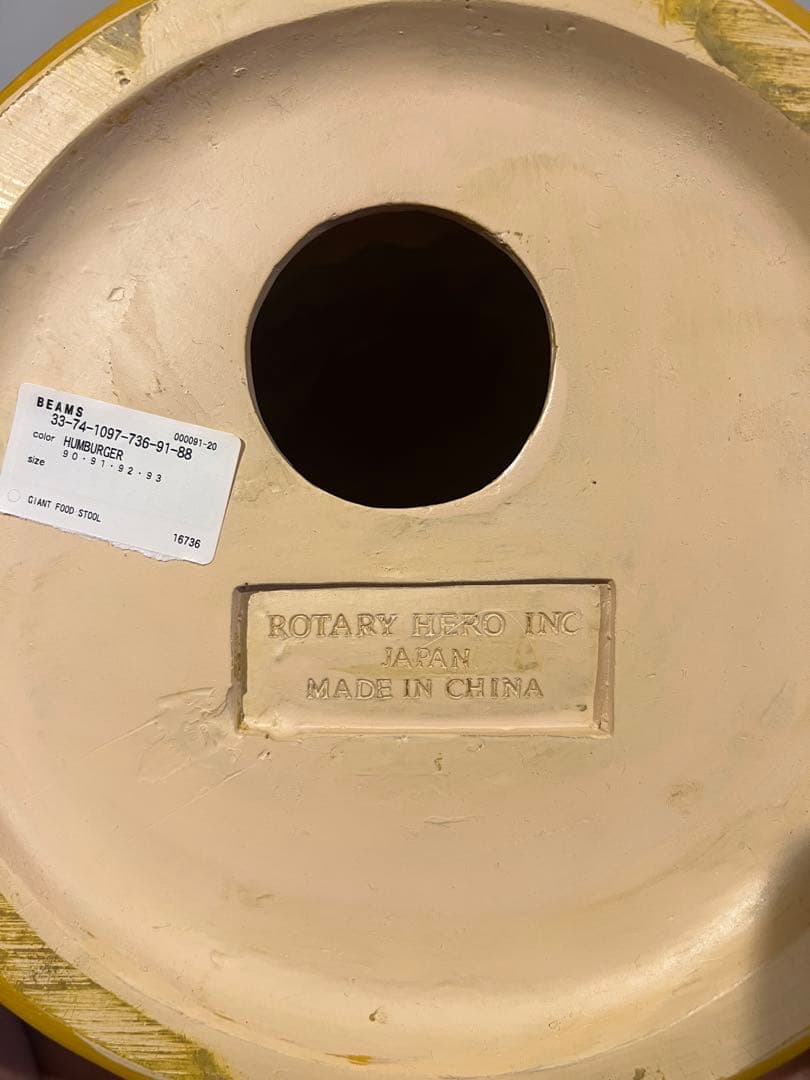 BEAMS
000091-20
33-74-1097-736-91-88
color HUMBURGER
size 90・91・92・93
GIANT FOOD STOOL
16736
ROTARY HERO INC
JAPAN
MADE IN CHINA